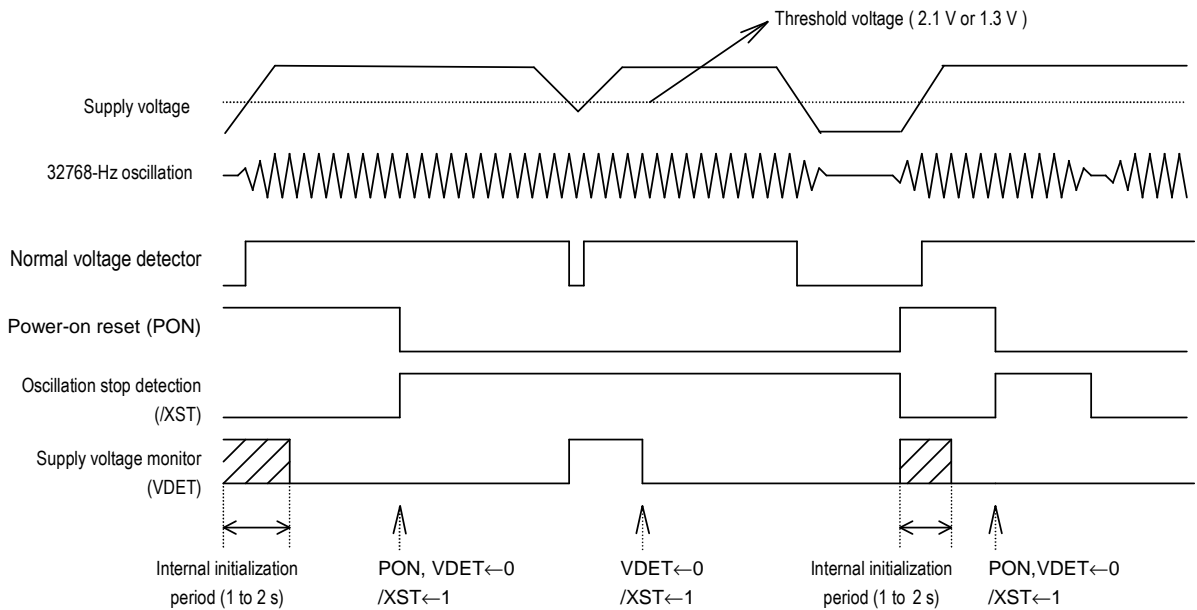 Threshold voltage ( 2.1 V or 1.3 V )
Supply voltage
32768-Hz oscillation
Normal voltage detector
Power-on reset (PON)
Oscillation stop detection
(/XST)
Supply voltage monitor
(VDET)
Internal initialization
period (1 to 2 s)
PON, VDET←0
/XST←1
VDET←0
/XST←1
Internal initialization
period (1 to 2 s)
PON,VDET←0
/XST←1